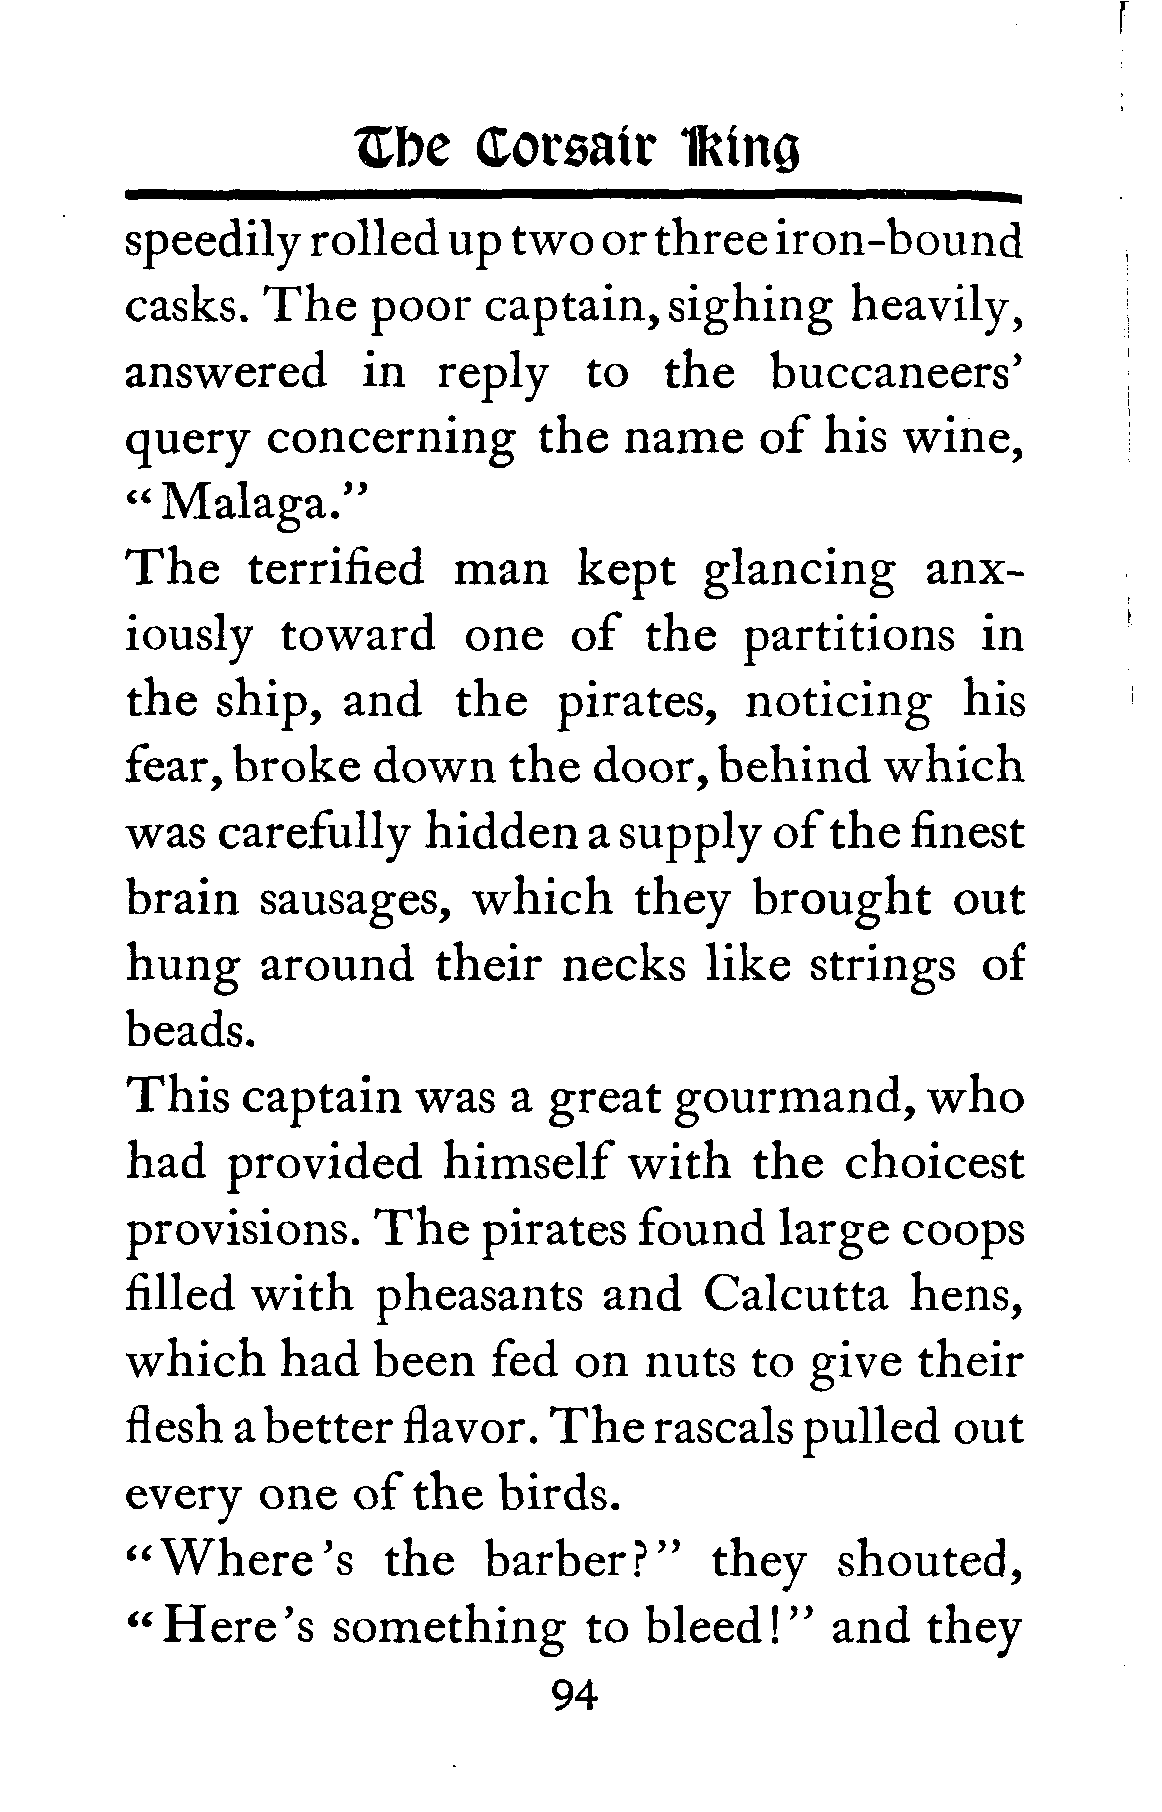 The Corsair King
speedily rolled up two or three iron-bound
casks. The poor captain, sighing heavily,
answered in reply to the buccaneers'
query concerning the name of his wine,
"Malaga."
The terrified man kept glancing anx-
iously toward one of the partitions in
the ship, and the pirates, noticing his
fear, broke down the door, behind which
was carefully hidden a supply of the finest
brain sausages, which they brought out
hung around their necks like strings of
beads.
This captain was a great gourmand, who
had provided himself with the choicest
provisions. The pirates found large coops
filled with pheasants and Calcutta hens,
which had been fed on nuts to give their
flesh a better flavor. The rascals pulled out
every one of the birds.
"Where's the barber?" they shouted,
"Here's something to bleed!" and they
94